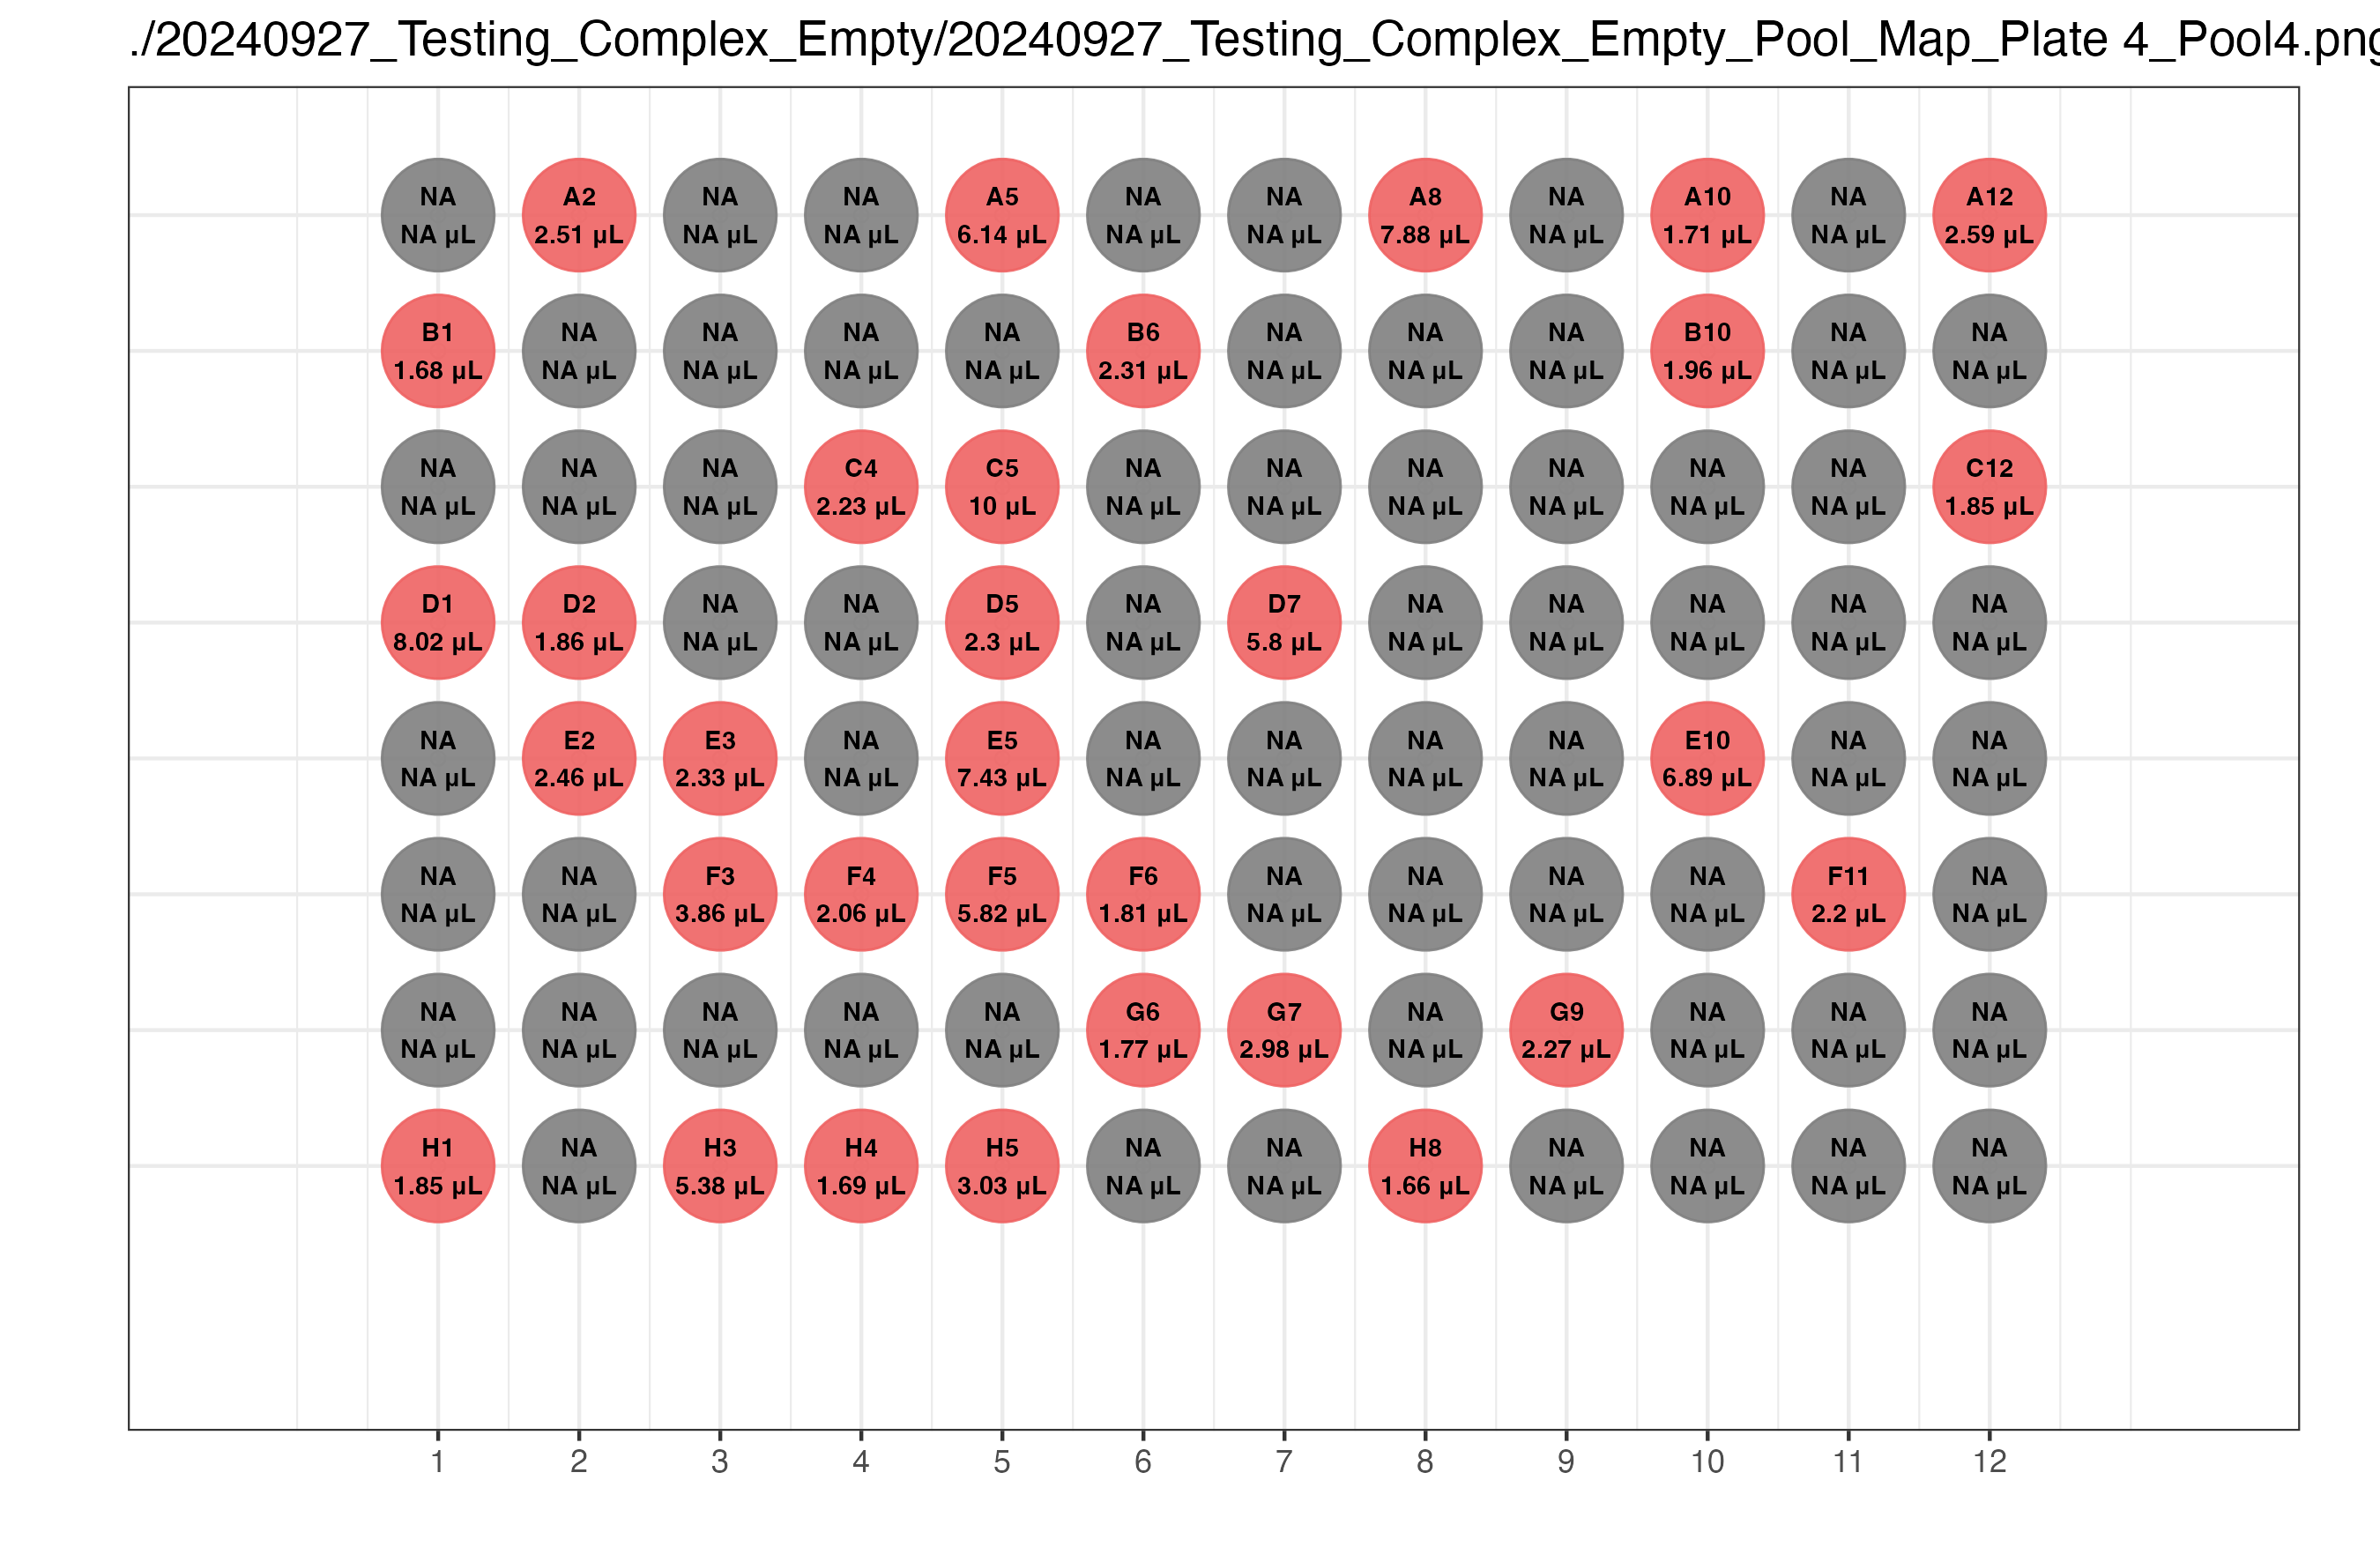 ./20240927_Testing_Complex_Empty/20240927_Testing_Complex_Empty_Pool_Map_Plate 4_Pool4.png
NA A2 NA NA A5 NA NA A8 NA A10 NA A12
NA µL 2.51 µL NA µL NA µL 6.14 µL NA µL NA µL 7.88 µL NA µL 1.71 µL NA µL 2.59 µL
B1 NA NA NA NA B6 NA NA NA B10 NA NA
1.68 µL NA µL NA µL NA µL NA µL 2.31 µL NA µL NA µL NA µL 1.96 µL NA µL NA µL
NA NA NA C4 C5 NA NA NA NA NA NA C12
NA µL NA µL NA µL 2.23 µL 10 µL NA µL NA µL NA µL NA µL NA µL NA µL 1.85 µL
D1 D2 NA NA D5 NA D7 NA NA NA NA NA
8.02 µL 1.86 µL NA µL NA µL 2.3 µL NA µL 5.8 µL NA µL NA µL NA µL NA µL NA µL
NA E2 E3 NA E5 NA NA NA NA E10 NA NA
NA µL 2.46 µL 2.33 µL NA µL 7.43 µL NA µL NA µL NA µL NA µL 6.89 µL NA µL NA µL
NA NA F3 F4 F5 F6 NA NA NA NA F11 NA
NA µL NA µL 3.86 µL 2.06 µL 5.82 µL 1.81 µL NA µL NA µL NA µL NA µL 2.2 µL NA µL
NA NA NA NA NA G6 G7 NA G9 NA NA NA
NA µL NA µL NA µL NA µL NA µL 1.77 µL 2.98 µL NA µL 2.27 µL NA µL NA µL NA µL
H1 NA H3 H4 H5 NA NA H8 NA NA NA NA
1.85 µL NA µL 5.38 µL 1.69 µL 3.03 µL NA µL NA µL 1.66 µL NA µL NA µL NA µL NA µL
1 2 3 4 5 6 7 8 9 10 11 12